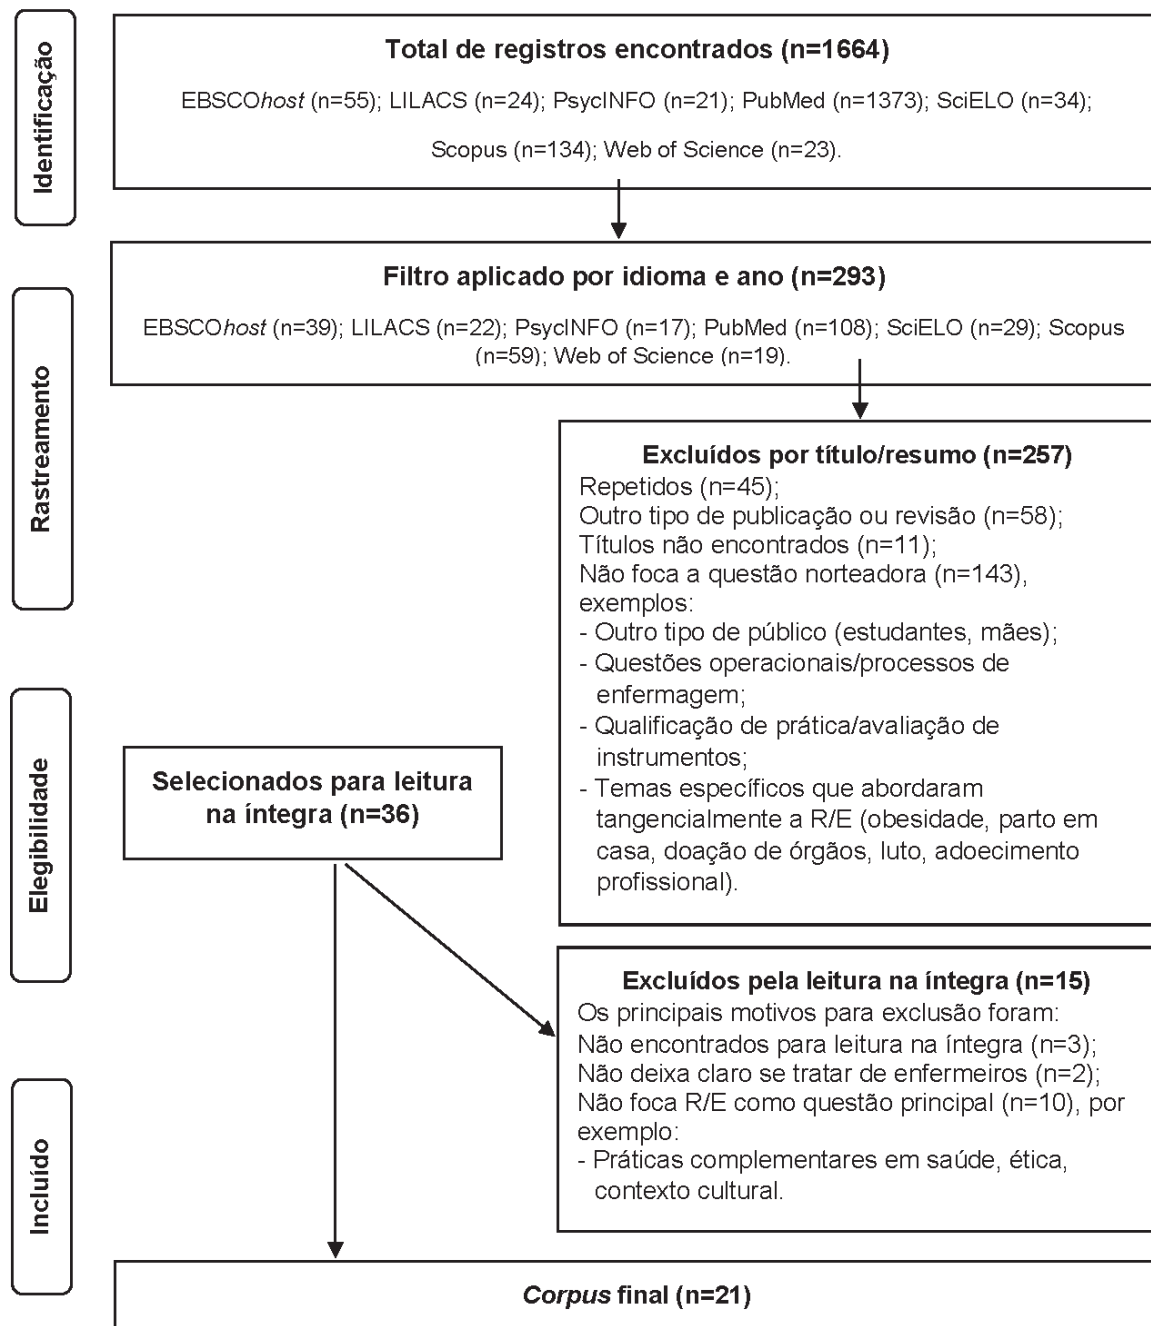 Identificação
Total de registros encontrados (n=1664)
EBSCOhost (n=55); LILACS (n=24); PsycINFO (n=21); PubMed (n=1373); SciELO (n=34);
Scopus (n=134); Web of Science (n=23).
Rastreamento
Filtro aplicado por idioma e ano (n=293)
EBSCOhost (n=39); LILACS (n=22); PsycINFO (n=17); PubMed (n=108); SciELO (n=29); Scopus
(n=59); Web of Science (n=19).
Excluídos por título/resumo (n=257)
Repetidos (n=45);
Outro tipo de publicação ou revisão (n=58);
Títulos não encontrados (n=11);
Não foca a questão norteadora (n=143),
exemplos:
- Outro tipo de público (estudantes, mães);
- Questões operacionais/processos de
enfermagem;
- Qualificação de prática/avaliação de
instrumentos;
- Temas específicos que abordaram
tangencialmente a R/E (obesidade, parto em
casa, doação de órgãos, luto, adoecimento
profissional).
Elegibilidade
Selecionados para leitura
na íntegra (n=36)
Excluídos pela leitura na íntegra (n=15)
Os principais motivos para exclusão foram:
Não encontrados para leitura na íntegra (n=3);
Não deixa claro se tratar de enfermeiros (n=2);
Não foca R/E como questão principal (n=10), por
exemplo:
- Práticas complementares em saúde, ética,
contexto cultural.
Incluído
Corpus final (n=21)